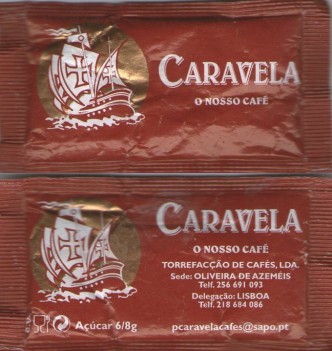 CARAVELA
O NOSSO CAFÉ
CARAVELA
O NOSSO CAFÉ
TORREFACÇÃO DE CAFÉS, LDA.
Sede: OLIVEIRA DE AZEMÉIS
Telf. 256 691 093
Delegação: LISBOA
Telf. 218 684 086
Açúcar 6/8g pcaravelacafes@sapo.pt